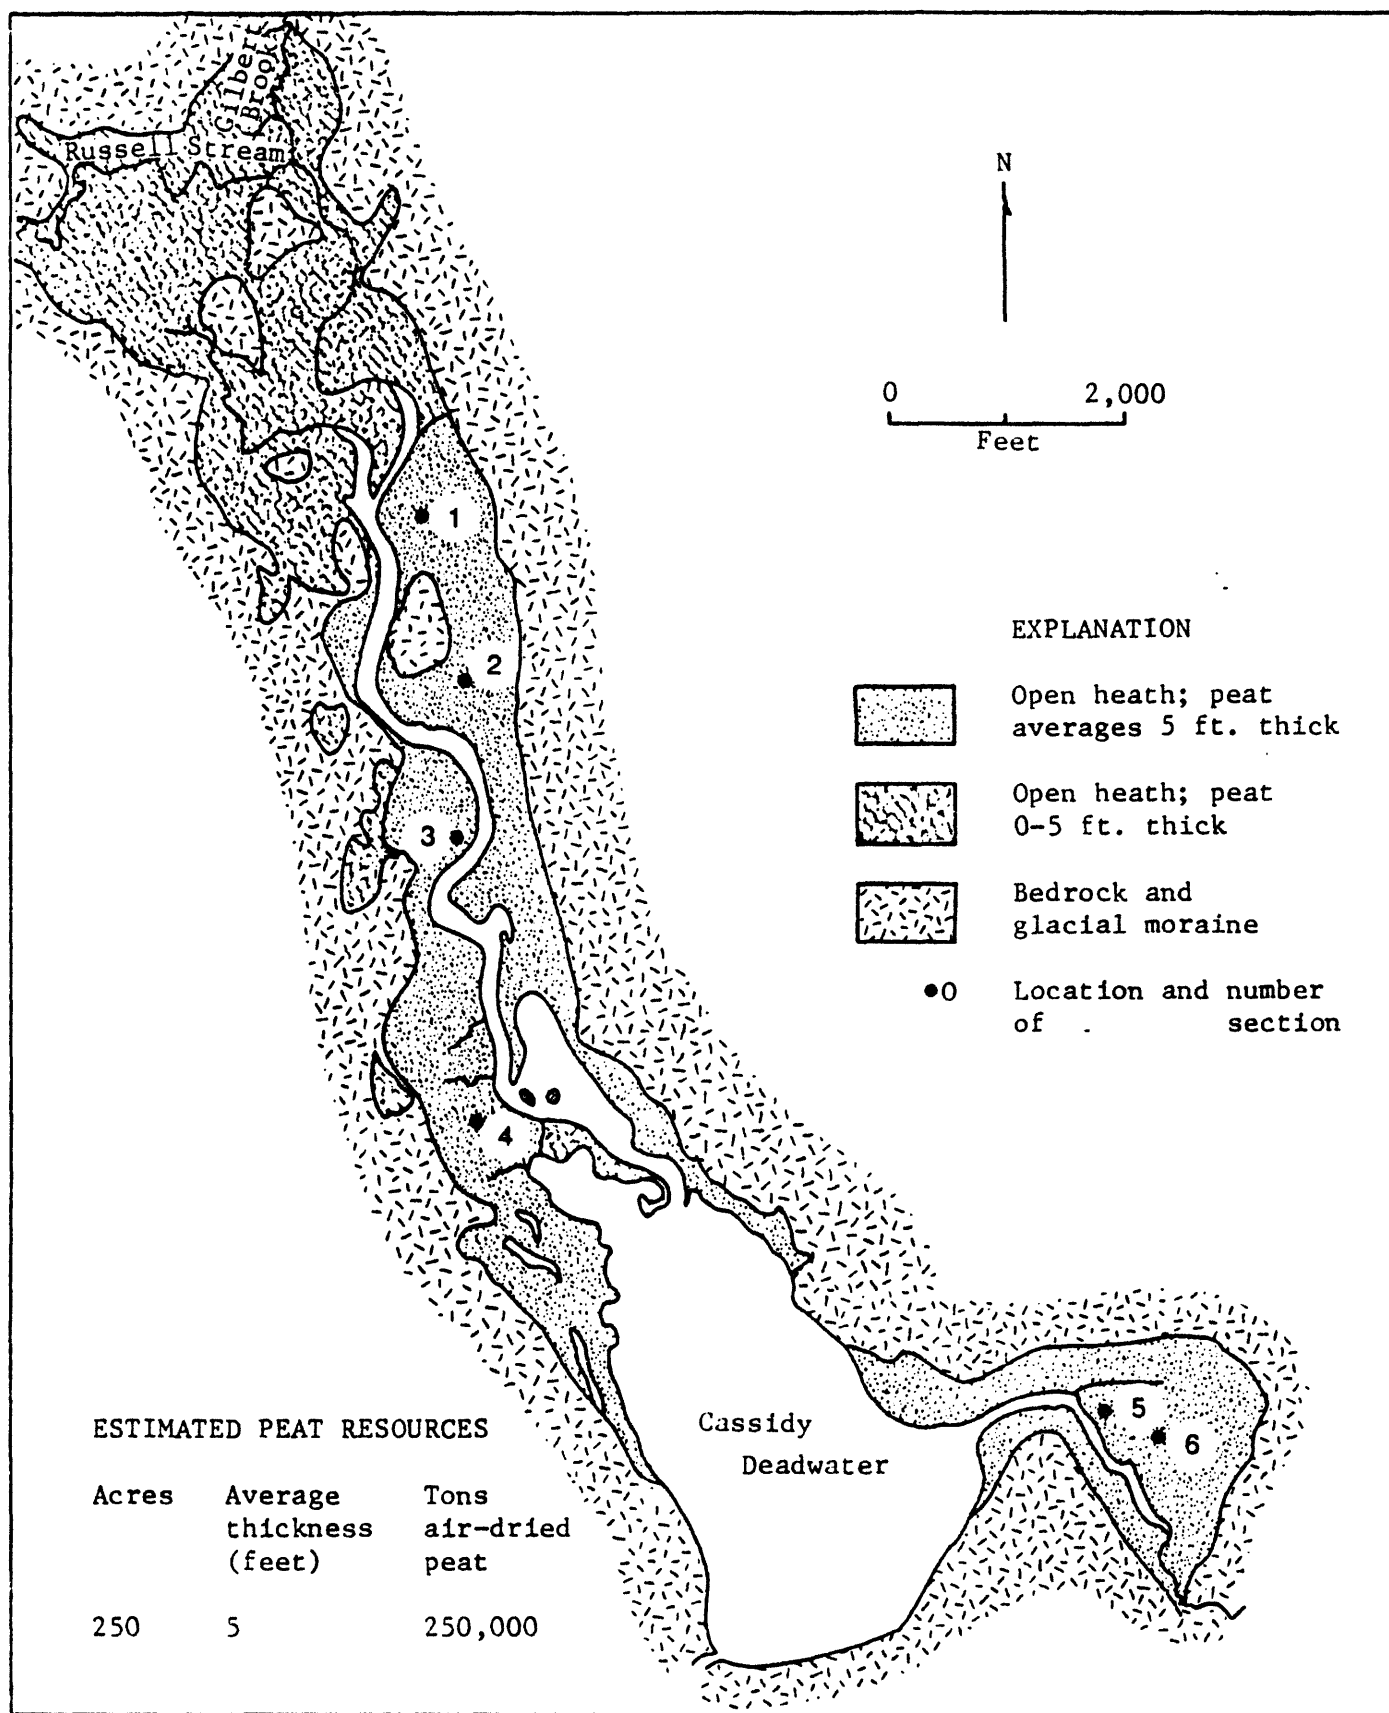 Gilbert
Brook
Russell Stream
N
0 2,000
Feet
1
2
3
4
5
6
EXPLANATION
Open heath; peat
averages 5 ft. thick
Open heath; peat
0-5 ft. thick
Bedrock and
glacial moraine
●0 Location and number
of section
Cassidy
Deadwater
ESTIMATED PEAT RESOURCES
Acres Average Tons
thickness air-dried
(feet) peat
250 5 250,000